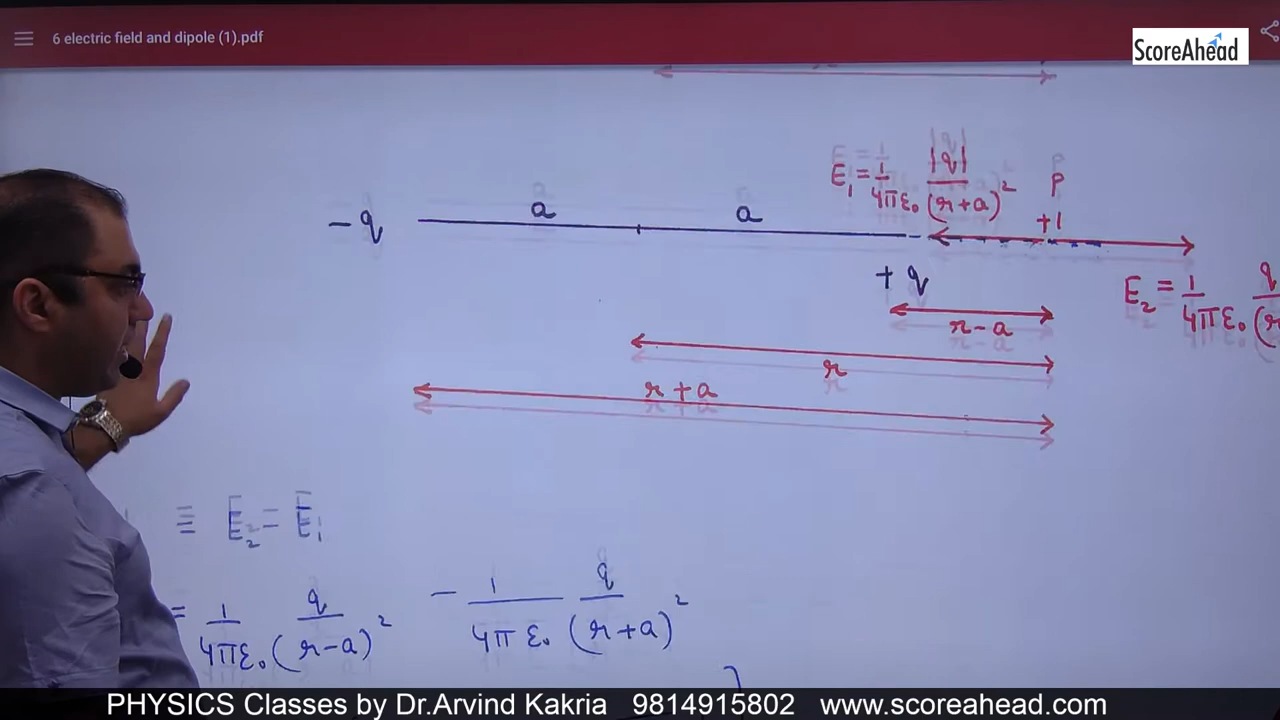 6 electric field and dipole (1).pdf
ScoreAhead
E₁ = 1/4πε₀ |q|/(r+a)²
P
+1
a
a
-q
+q
E₂ = 1/4πε₀ q/(r
r-a
r
r+a
≡ E₂ = E₁
= 1/4πε₀ q/(r-a)² - 1/4πε₀ q/(r+a)²
PHYSICS Classes by Dr.Arvind Kakria 9814915802 www.scoreahead.com